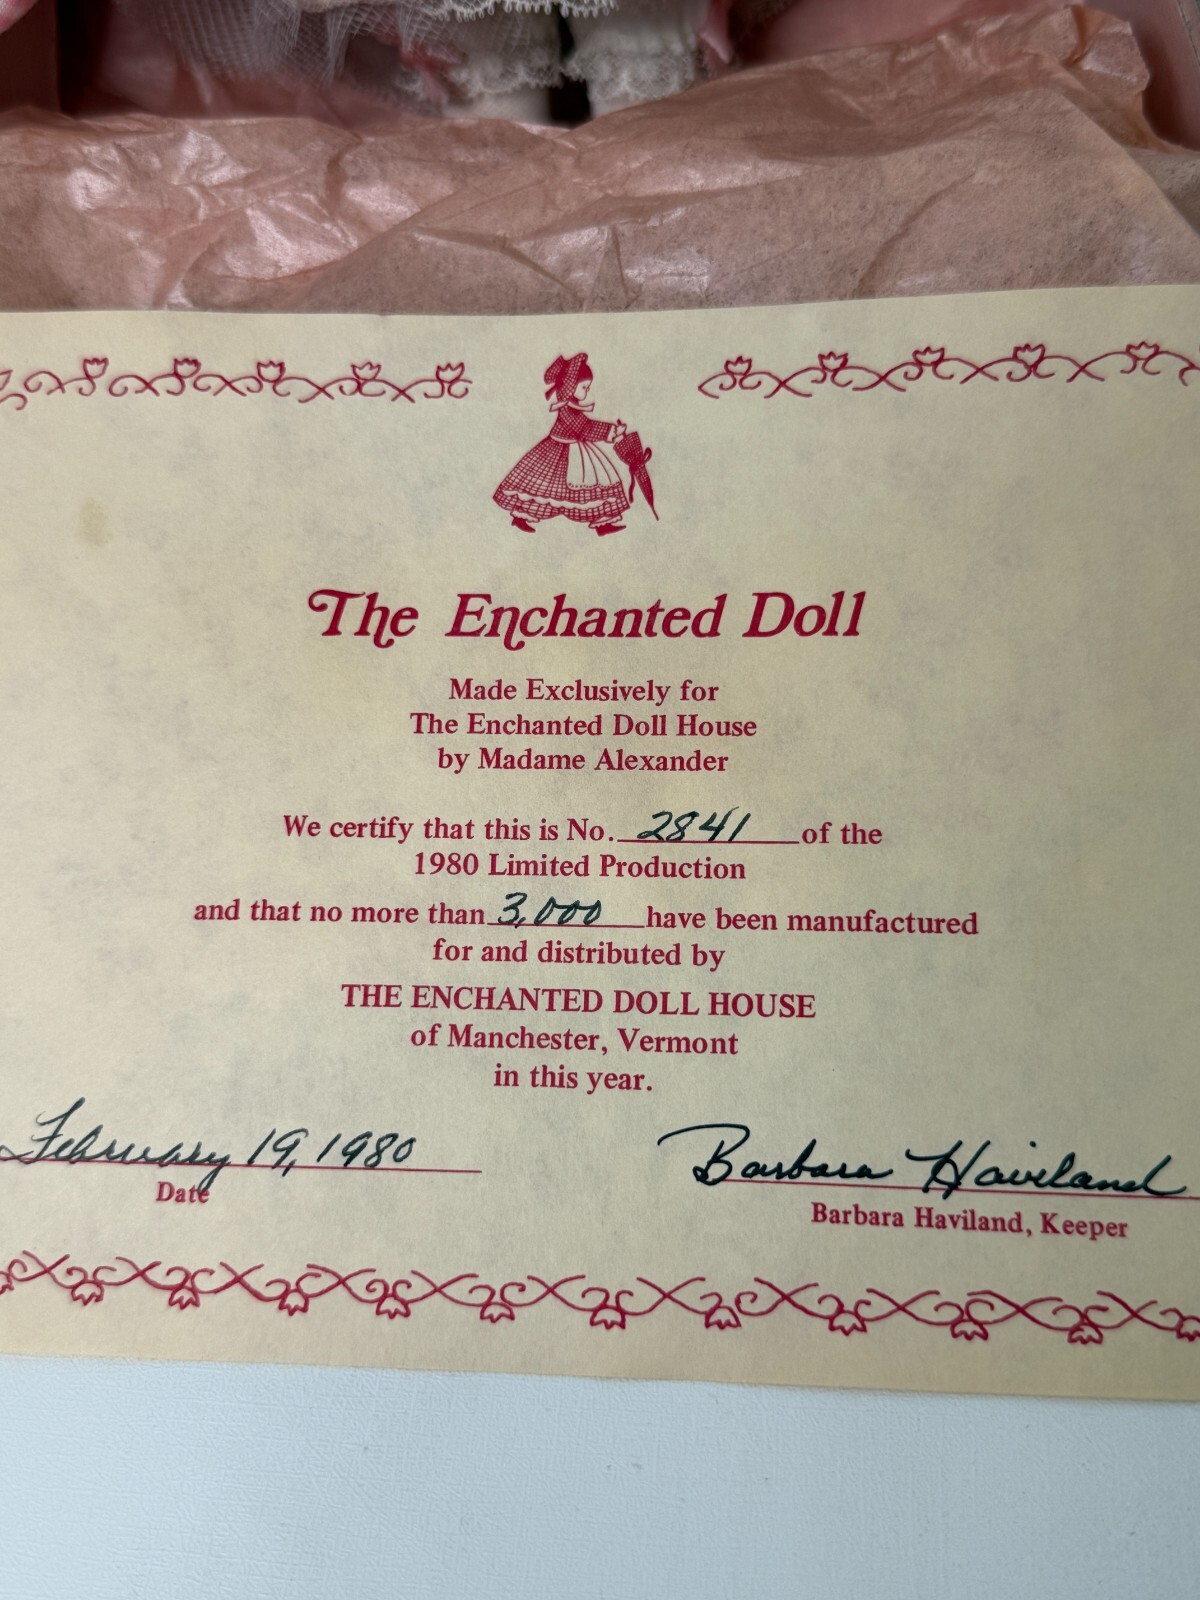 The Enchanted Doll
Made Exclusively for
The Enchanted Doll House
by Madame Alexander
We certify that this is No. 2841 of the
1980 Limited Production
and that no more than 3,000 have been manufactured
for and distributed by
THE ENCHANTED DOLL HOUSE
of Manchester, Vermont
in this year.
February 19, 1980
Date
Barbara Haviland
Barbara Haviland, Keeper